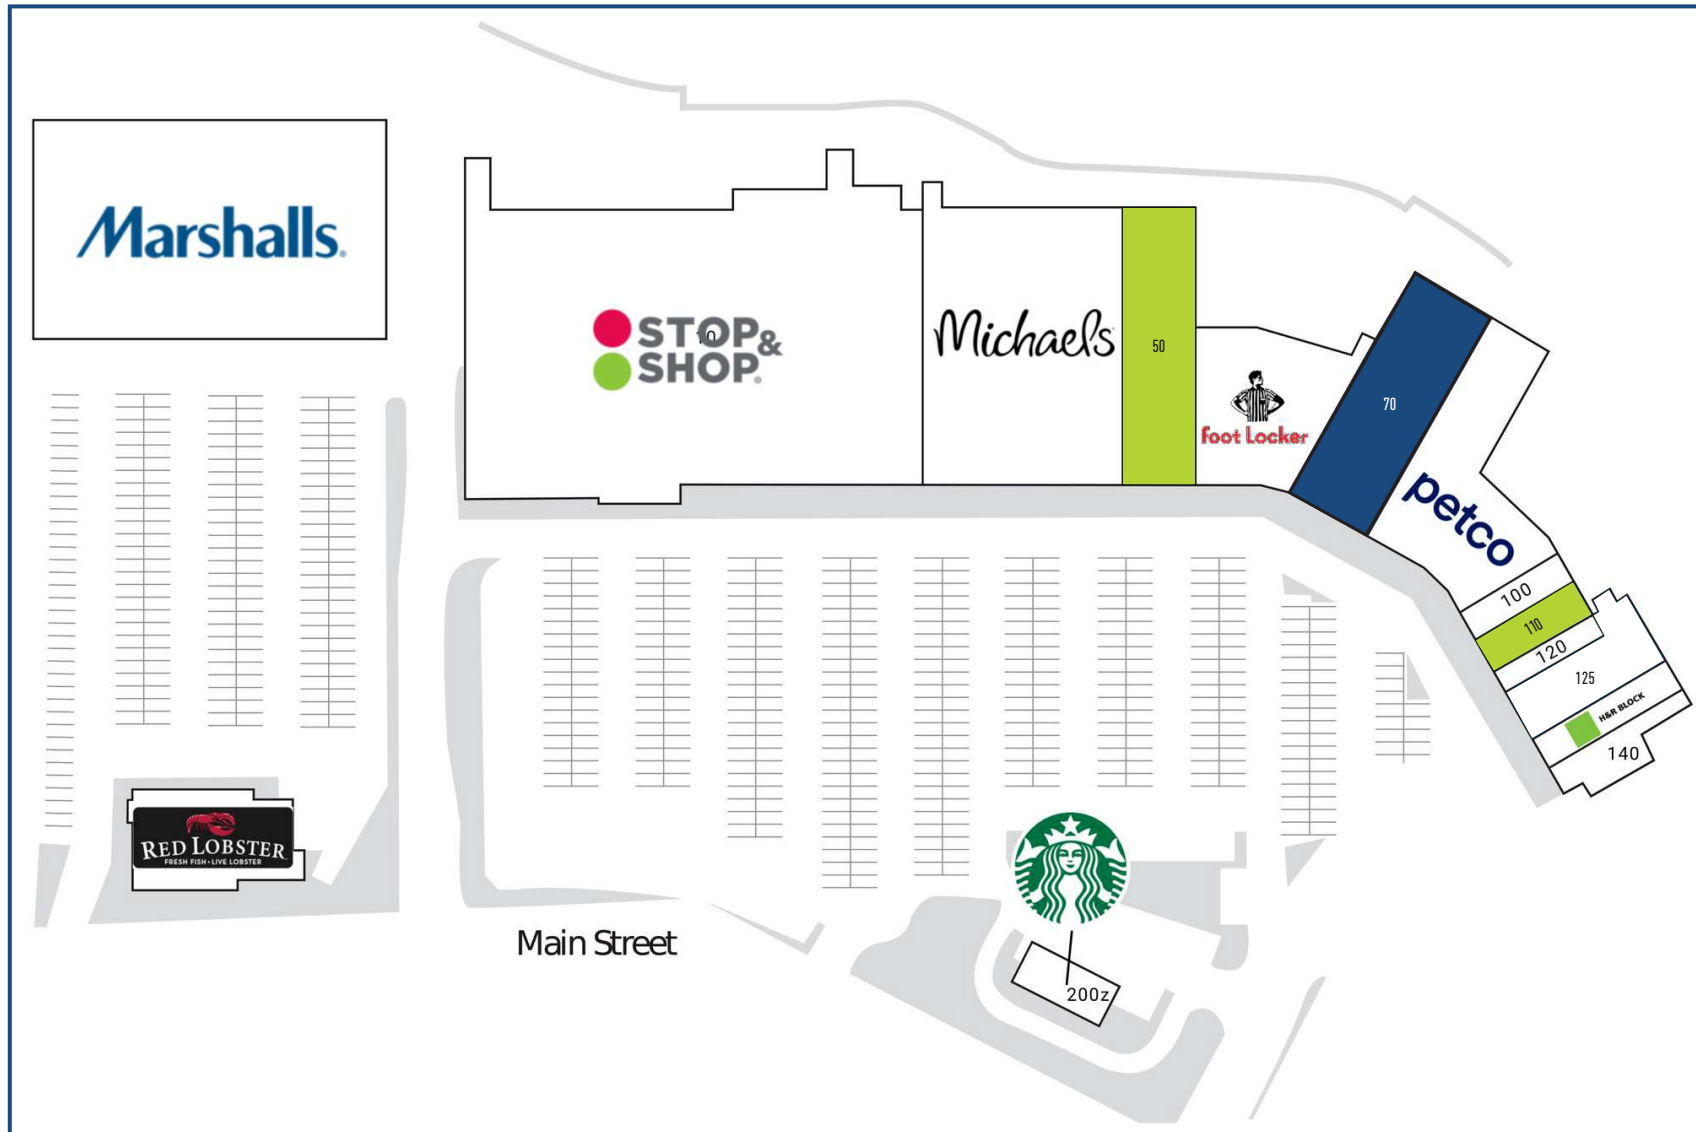 Marshalls.
STOP&
SHOP®
10
Michaels
50
foot Locker
70
petco
100
110
120
125
H&R BLOCK
140
RED LOBSTER
FRESH FISH • LIVE LOBSTER
Main Street
200z